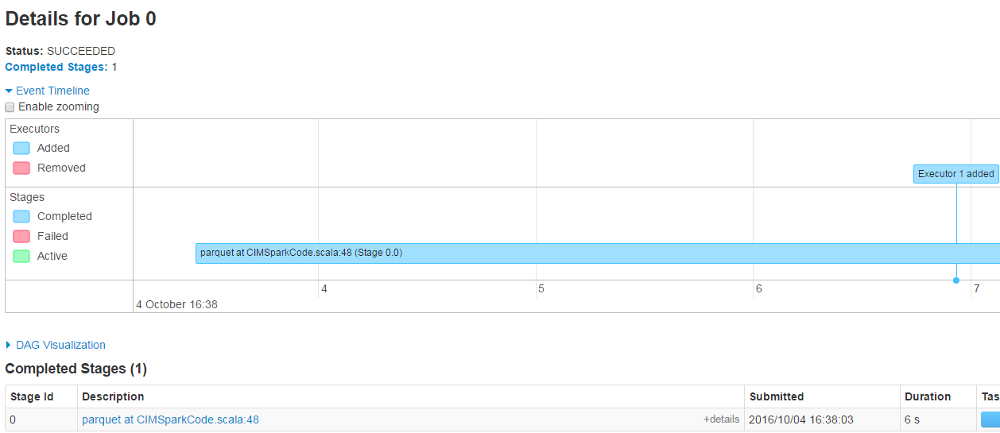 Details for Job 0
Status: SUCCEEDED
Completed Stages: 1
Event Timeline
Enable zooming
Executors
Added
Removed
Executor 1 added
Stages
Completed
Failed
Active
parquet at CIMSparkCode.scala:48 (Stage 0.0)
4 5 6 7
4 October 16:38
DAG Visualization
Completed Stages (1)
Stage Id Description Submitted Duration Tas
0 parquet at CIMSparkCode.scala:48 +details 2016/10/04 16:38:03 6 s